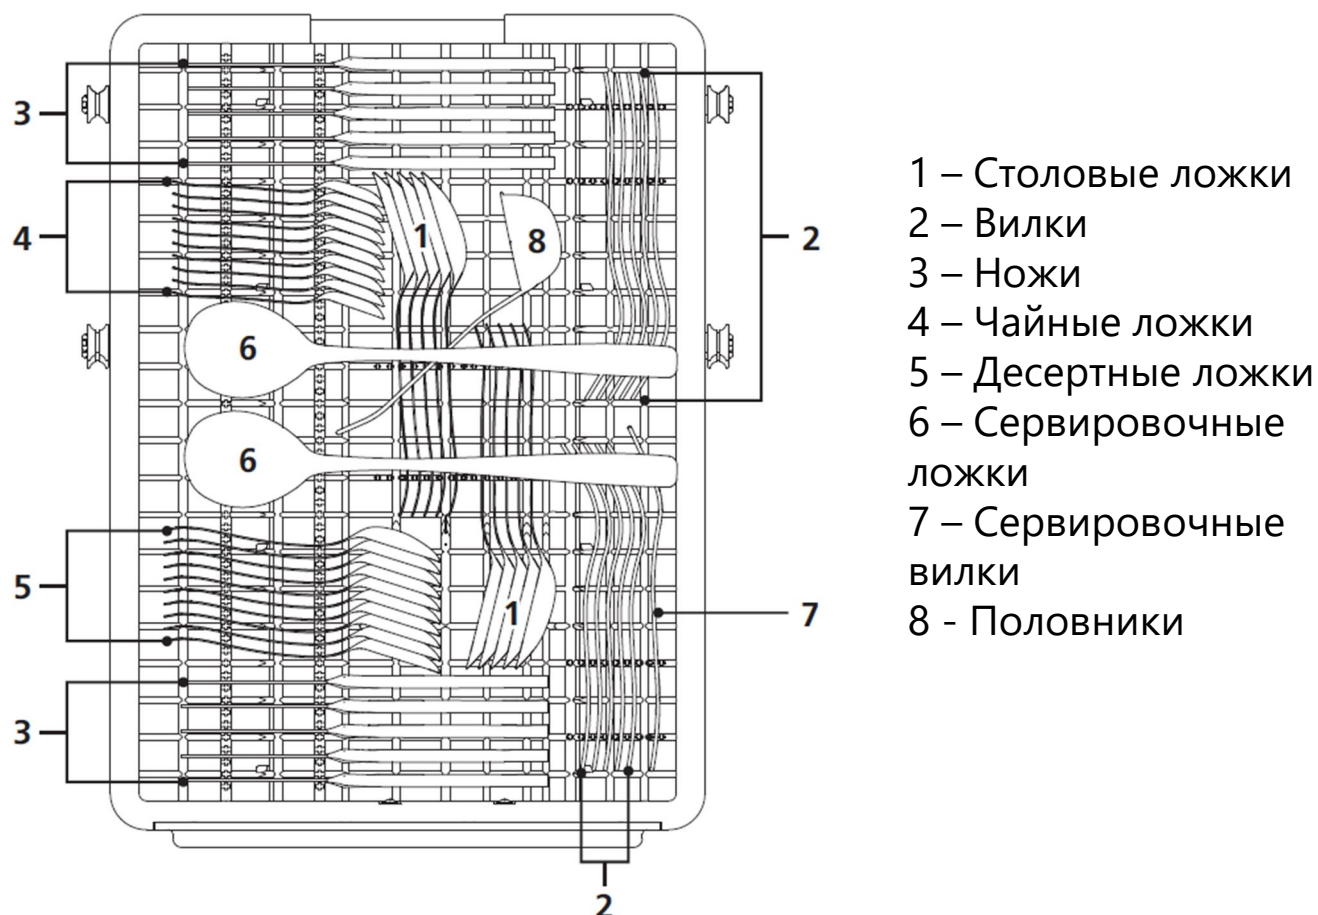 3
4
1
8
2
6
6
5
1
7
3
2
1 – Столовые ложки
2 – Вилки
3 – Ножи
4 – Чайные ложки
5 – Десертные ложки
6 – Сервировочные
ложки
7 – Сервировочные
вилки
8 - Половники